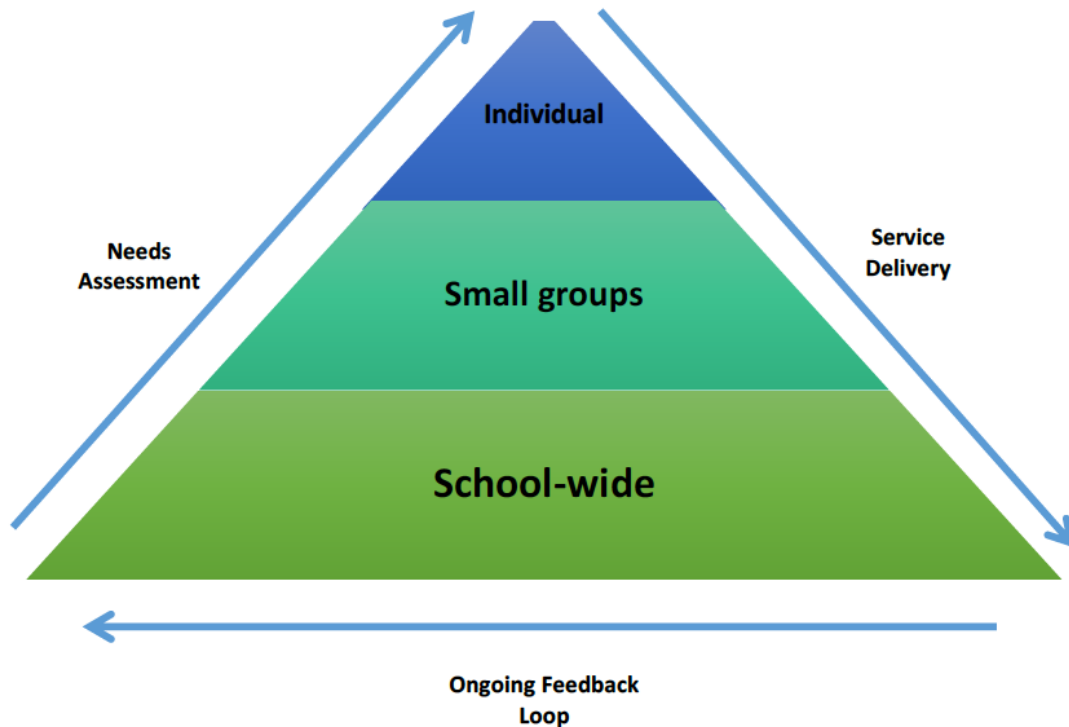 Individual
Needs
Assessment
Service
Delivery
Small groups
School-wide
Ongoing Feedback
Loop